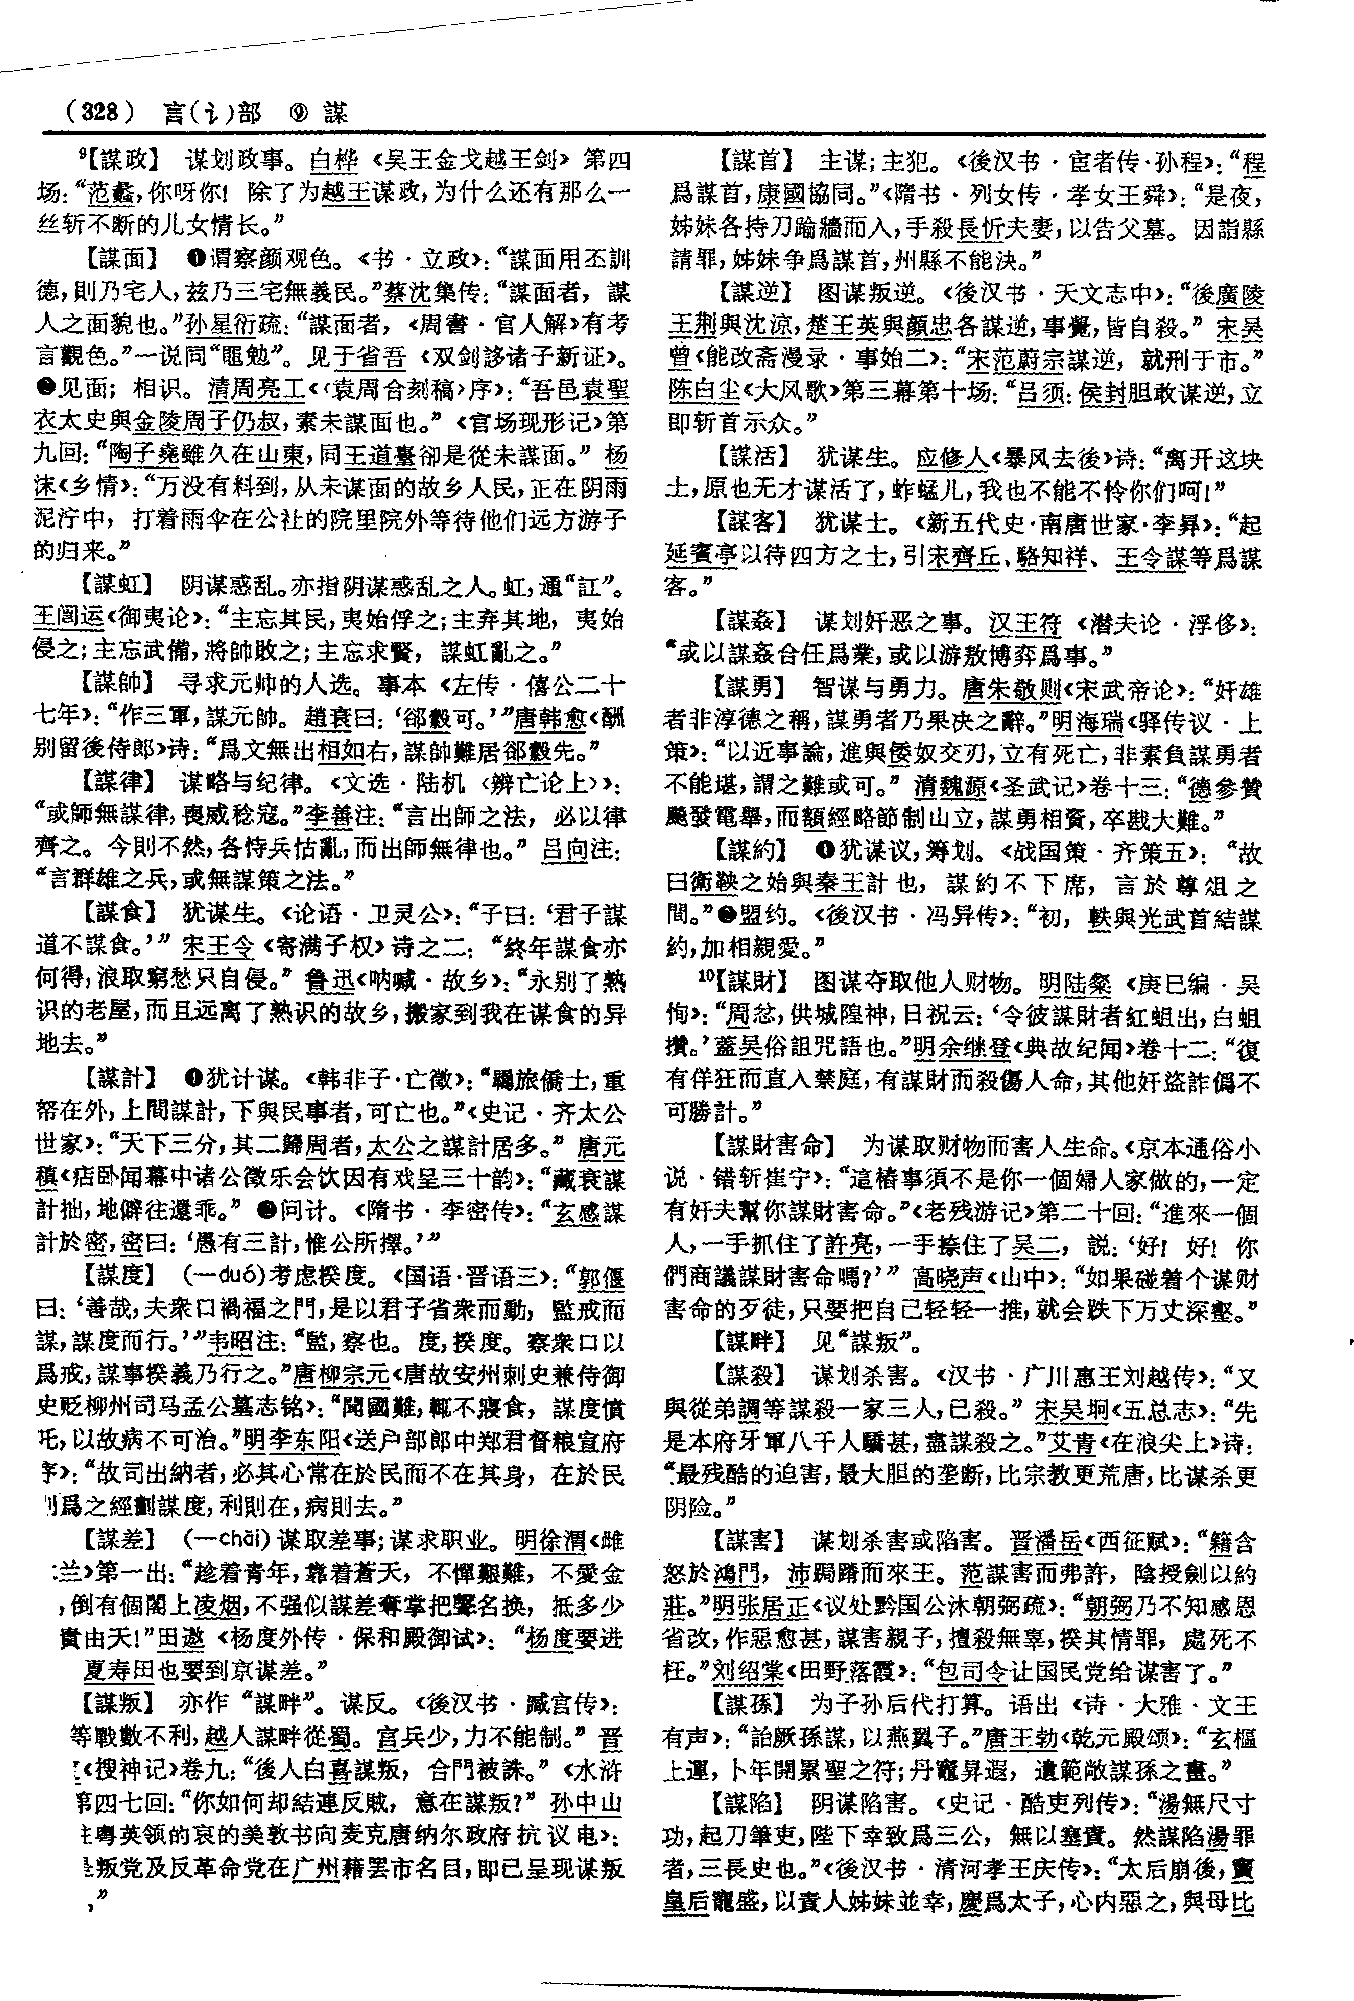 (328) 言(讠)部 ⑨ 謀
⁹【謀政】 谋划政事。白桦《吴王金戈越王剑》第四
场：“范蠡，你呀你！除了为越王谋政，为什么还有那么一
丝斩不断的儿女情长。”
【謀面】 ❶谓察颜观色。《书·立政》：“謀面用丕訓
德，則乃宅人，兹乃三宅無義民。”蔡沈集传：“謀面者，謀
人之面貌也。”孙星衍疏：“謀面者，《周書·官人解》有考
言觀色。”一说同“黽勉”。见于省吾《双剑誃诸子新证》。
❷见面；相识。清周亮工《〈袁周合刻稿〉序》：“吾邑袁聖
衣太史與金陵周子仍叔，素未謀面也。”《官场现形记》第
九回：“陶子堯雖久在山東，同王道臺卻是從未謀面。”杨
沫《乡情》：“万没有料到，从未谋面的故乡人民，正在阴雨
泥泞中，打着雨伞在公社的院里院外等待他们远方游子
的归来。”
【謀虹】 阴谋惑乱。亦指阴谋惑乱之人。虹，通“訌”。
王闿运《御夷论》：“主忘其民，夷始俘之；主弃其地，夷始
侵之；主忘武備，將帥敗之；主忘求賢，謀虹亂之。”
【謀帥】 寻求元帅的人选。事本《左传·僖公二十
七年》：“作三軍，謀元帥。趙衰曰：‘郤縠可。’”唐韩愈《酬
别留後侍郎》诗：“爲文無出相如右，謀帥難居郤縠先。”
【謀律】 谋略与纪律。《文选·陆机〈辨亡论上〉》：
“或師無謀律，喪威稔寇。”李善注：“言出師之法，必以律
齊之。今則不然，各恃兵怙亂，而出師無律也。”吕向注：
“言群雄之兵，或無謀策之法。”
【謀食】 犹谋生。《论语·卫灵公》：“子曰：‘君子謀
道不謀食。’”宋王令《寄满子权》诗之二：“終年謀食亦
何得，浪取窮愁只自侵。”鲁迅《呐喊·故乡》：“永别了熟
识的老屋，而且远离了熟识的故乡，搬家到我在谋食的异
地去。”
【謀計】 ❶犹计谋。《韩非子·亡徵》：“羈旅僑士，重
帑在外，上間謀計，下與民事者，可亡也。”《史记·齐太公
世家》：“天下三分，其二歸周者，太公之謀計居多。”唐元
稹《痁卧闻幕中诸公徵乐会饮因有戏呈三十韵》：“藏衰謀
計拙，地僻往還乖。”❷问计。《隋书·李密传》：“玄感謀
計於密，密曰：‘愚有三計，惟公所擇。’”
【謀度】 (—duó)考虑揆度。《国语·晋语三》：“郭偃
曰：‘善哉，夫衆口禍福之門，是以君子省衆而動，監戒而
謀，謀度而行。’”韦昭注：“監，察也。度，揆度。察衆口以
爲戒，謀事揆義乃行之。”唐柳宗元《唐故安州刺史兼侍御
史贬柳州司马孟公墓志铭》：“聞國難，輒不寢食，謀度憤
吒，以故病不可治。”明李东阳《送户部郎中郑君督粮宣府
序》：“故司出納者，必其心常在於民而不在其身，在於民
則爲之經劃謀度，利則在，病則去。”
【謀差】 (—chāi)谋取差事；谋求职业。明徐渭《雌
木兰》第一出：“趁着青年，靠着蒼天，不憚艱難，不愛金
，倒有個閣上凌烟，不强似謀差奪掌把聲名换，抵多少
貴由天！”田遨《杨度外传·保和殿御试》：“杨度要进
夏寿田也要到京谋差。”
【謀叛】 亦作“謀畔”。谋反。《後汉书·臧宫传》：
等戰數不利，越人謀畔從蜀。宫兵少，力不能制。”晋
《搜神记》卷九：“後人白喜謀叛，合門被誅。”《水浒
第四七回：“你如何却結連反賊，意在謀叛？”孙中山
粤英领的哀的美敦书向麦克唐纳尔政府抗议电》：
叛党及反革命党在广州藉罢市名目，即已呈现谋叛
，”
【謀首】 主谋；主犯。《後汉书·宦者传·孙程》：“程
爲謀首，康國協同。”《隋书·列女传·孝女王舜》：“是夜，
姊妹各持刀踰牆而入，手殺長忻夫妻，以告父墓。因詣縣
請罪，姊妹争爲謀首，州縣不能決。”
【謀逆】 图谋叛逆。《後汉书·天文志中》：“後廣陵
王荆與沈涼，楚王英與顔忠各謀逆，事覺，皆自殺。”宋吴
曾《能改斋漫录·事始二》：“宋范蔚宗謀逆，就刑于市。”
陈白尘《大风歌》第三幕第十场：“吕须：侯封胆敢谋逆，立
即斩首示众。”
【謀活】 犹谋生。应修人《暴风去後》诗：“离开这块
土，原也无才谋活了，蚱蜢儿，我也不能不怜你们呵！”
【謀客】 犹谋士。《新五代史·南唐世家·李昪》：“起
延賓亭以待四方之士，引宋齊丘、駱知祥、王令謀等爲謀
客。”
【謀姦】 谋划奸恶之事。汉王符《潜夫论·浮侈》：
“或以謀姦合任爲業，或以游敖博弈爲事。”
【謀勇】 智谋与勇力。唐朱敬则《宋武帝论》：“奸雄
者非淳德之稱，謀勇者乃果决之辭。”明海瑞《驿传议·上
策》：“以近事論，進與倭奴交刃，立有死亡，非素負謀勇者
不能堪，謂之難或可。”清魏源《圣武记》卷十三：“德參贊
飈發電舉，而額經略節制山立，謀勇相資，卒戡大難。”
【謀約】 ❶犹谋议，筹划。《战国策·齐策五》：“故
曰衛鞅之始與秦王計也，謀約不下席，言於尊俎之
間。”❷盟约。《後汉书·冯异传》：“初，軼與光武首結謀
約，加相親愛。”
¹⁰【謀財】 图谋夺取他人财物。明陆粲《庚巳编·吴
恂》：“周忿，供城隍神，日祝云：‘令彼謀財者紅蛆出，白蛆
攢。’蓋吴俗詛咒語也。”明余继登《典故纪闻》卷十二：“復
有佯狂而直入禁庭，有謀財而殺傷人命，其他奸盜詐僞不
可勝計。”
【謀財害命】 为谋取财物而害人生命。《京本通俗小
说·错斩崔宁》：“這樁事須不是你一個婦人家做的，一定
有奸夫幫你謀財害命。”《老残游记》第二十回：“進來一個
人，一手抓住了許亮，一手捺住了吴二，説：‘好！好！你
們商議謀財害命嗎？’”高晓声《山中》：“如果碰着个谋财
害命的歹徒，只要把自己轻轻一推，就会跌下万丈深壑。”
【謀畔】 见“謀叛”。
【謀殺】 谋划杀害。《汉书·广川惠王刘越传》：“又
與從弟調等謀殺一家三人，已殺。”宋吴坰《五总志》：“先
是本府牙軍八千人驕甚，盡謀殺之。”艾青《在浪尖上》诗：
“最残酷的迫害，最大胆的垄断，比宗教更荒唐，比谋杀更
阴险。”
【謀害】 谋划杀害或陷害。晋潘岳《西征赋》：“籍含
怒於鴻門，沛跼蹐而來王。范謀害而弗許，陰授劍以約
莊。”明张居正《议处黔国公沐朝弼疏》：“朝弼乃不知感恩
省改，作惡愈甚，謀害親子，擅殺無辜，揆其情罪，處死不
枉。”刘绍棠《田野落霞》：“包司令让国民党给谋害了。”
【謀孫】 为子孙后代打算。语出《诗·大雅·文王
有声》：“詒厥孫謀，以燕翼子。”唐王勃《乾元殿颂》：“玄樞
上運，卜年開累聖之符；丹竈昇遐，遺範敞謀孫之畫。”
【謀陷】 阴谋陷害。《史记·酷吏列传》：“湯無尺寸
功，起刀筆吏，陛下幸致爲三公，無以塞責。然謀陷湯罪
者，三長史也。”《後汉书·清河孝王庆传》：“太后崩後，竇
皇后寵盛，以貴人姊妹並幸，慶爲太子，心内惡之，與母比